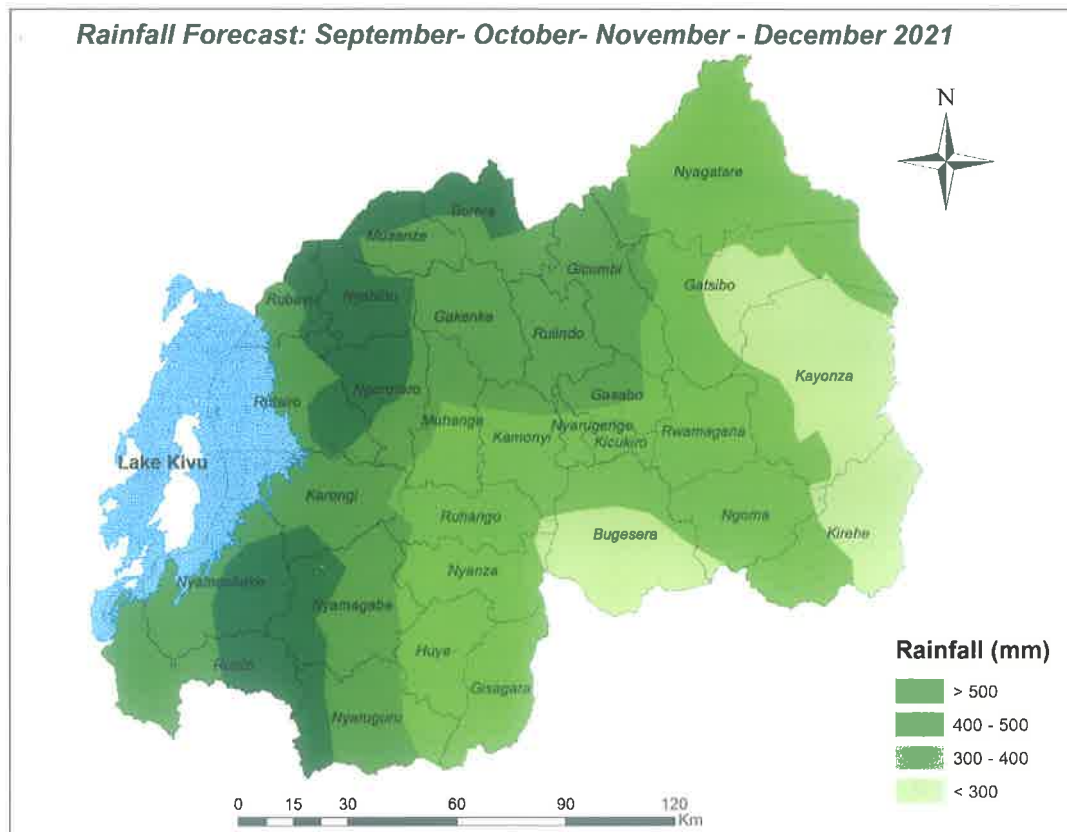 Rainfall Forecast: September- October- November - December 2021
N
Nyagatare
Burera
Musanze
Gicumbi
Gatsibo
Rubavu
Nyabihu
Gakenke
Rulindo
Kayonza
Ngororero
Gasabo
Rutsiro
Muhanga
Kamonyi
Nyarugenge
Kicukiro
Rwamagana
Lake Kivu
Karongi
Ruhango
Bugesera
Ngoma
Kirehe
Nyamasheke
Nyanza
Nyamagabe
Huye
Rusizi
Gisagara
Nyaruguru
Rainfall (mm)
> 500
400 - 500
300 - 400
< 300
0 15 30 60 90 120
Km